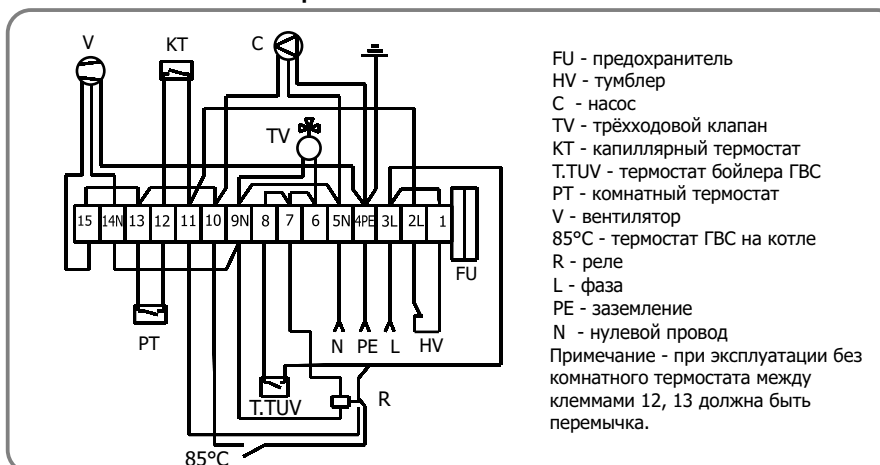 V
KT
C
TV
15 14N 13 12 11 10 9N 8 7 6 5N 4PE 3L 2L 1
FU
PT
N PE L HV
T.TUV
R
85°C
FU - предохранитель
HV - тумблер
C - насос
TV - трёхходовой клапан
KT - капиллярный термостат
T.TUV - термостат бойлера ГВС
PT - комнатный термостат
V - вентилятор
85°C - термостат ГВС на котле
R - реле
L - фаза
PE - заземление
N - нулевой провод
Примечание - при эксплуатации без
комнатного термостата между
клеммами 12, 13 должна быть
перемычка.